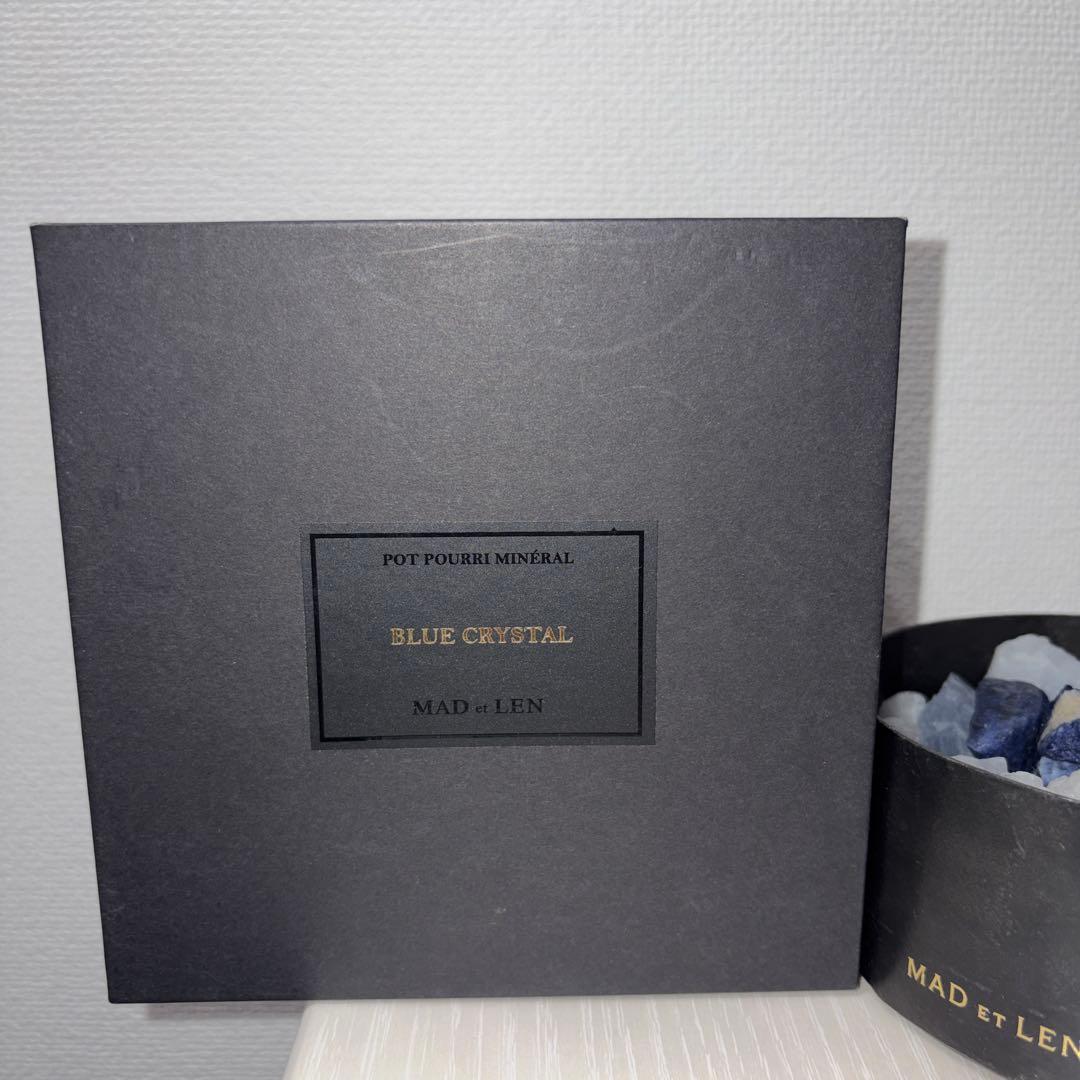 POT POURRI MINÉRAL
BLUE CRYSTAL
MAD et LEN
MAD ET LEN